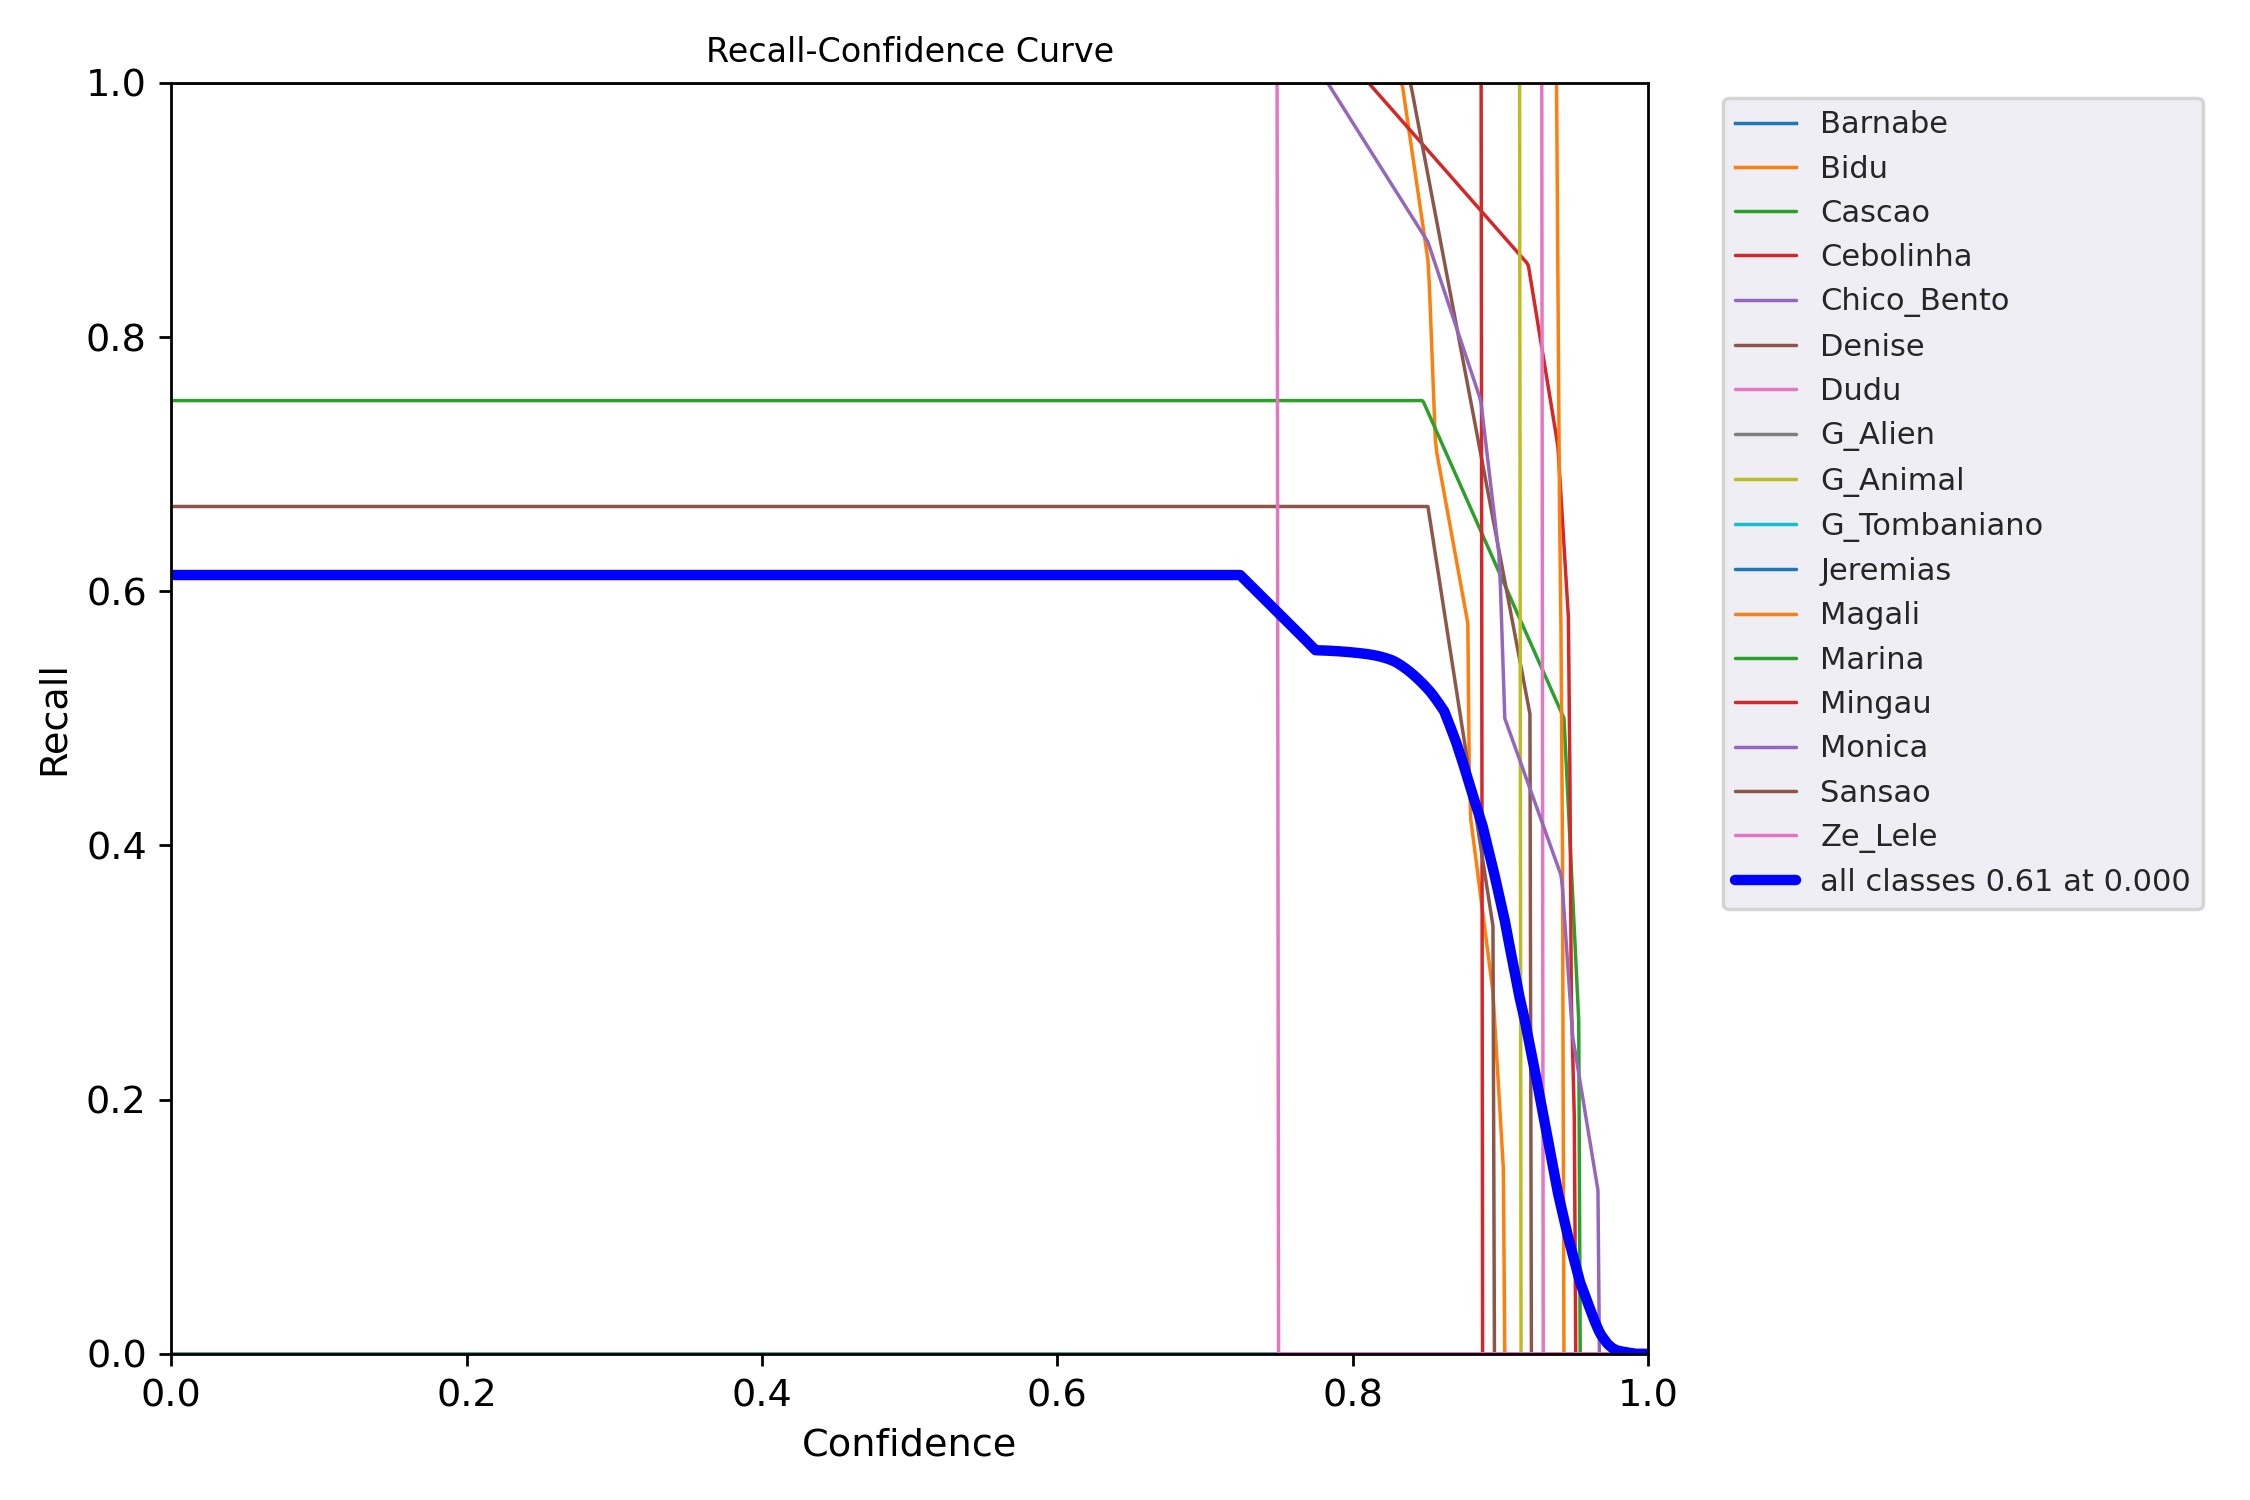 Recall-Confidence Curve
1.0
0.8
0.6
0.4
0.2
0.0
Recall
0.0 0.2 0.4 0.6 0.8 1.0
Confidence
Barnabe
Bidu
Cascao
Cebolinha
Chico_Bento
Denise
Dudu
G_Alien
G_Animal
G_Tombaniano
Jeremias
Magali
Marina
Mingau
Monica
Sansao
Ze_Lele
all classes 0.61 at 0.000